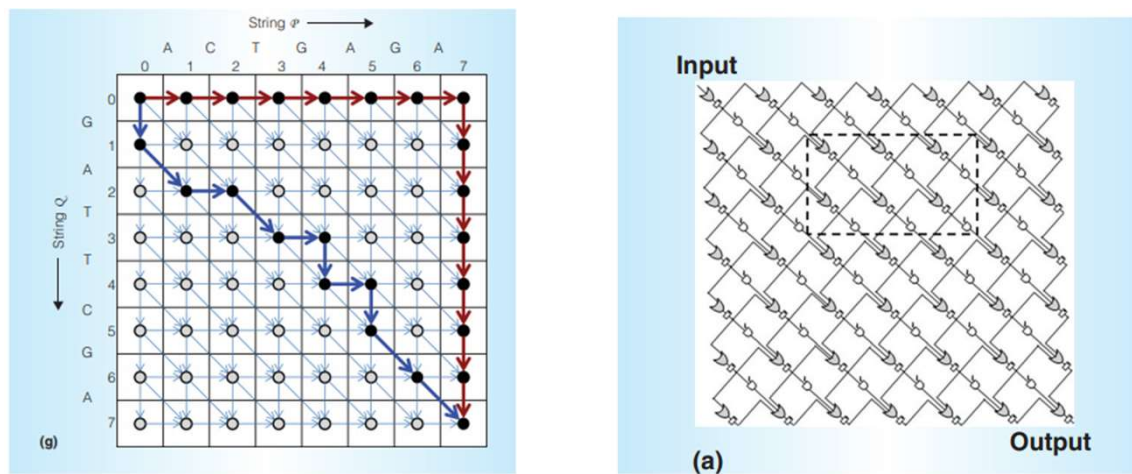 String 𝒫
A C T G A G A
0 1 2 3 4 5 6 7
0
G
1
A
2
T
3
T
4
C
5
G
6
A
7
String 𝒬
(g)
Input
Output
(a)